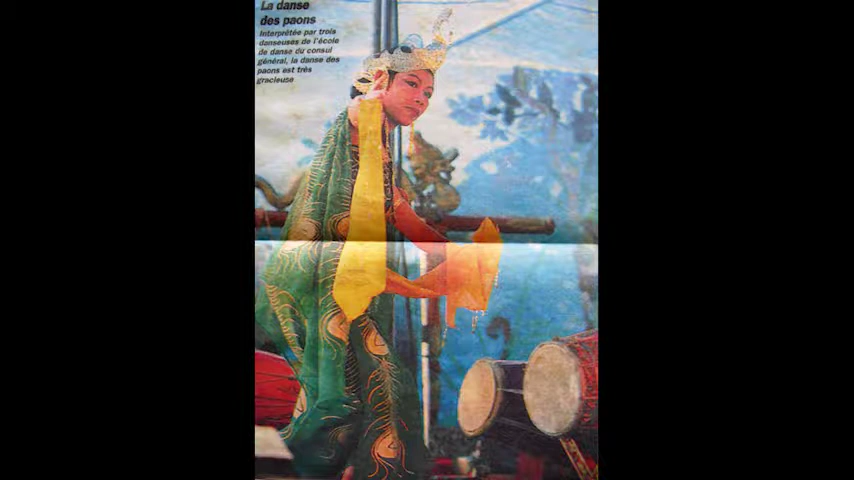 La danse
des paons
Interprétée par trois
danseuses de l'école
de danse du consul
général, la danse des
paons est très
gracieuse